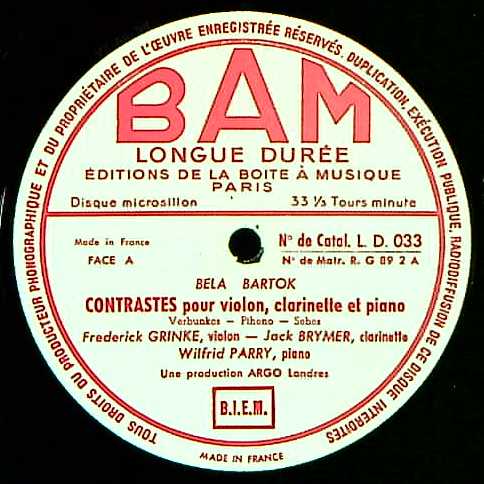 TOUS DROITS DU PRODUCTEUR PHONOGRAPHIQUE ET DU PROPRIÉTAIRE DE L'ŒUVRE ENREGISTRÉE RÉSERVÉS. DUPLICATION, EXÉCUTION PUBLIQUE, RADIODIFFUSION DE CE DISQUE INTERDITES
BAM
LONGUE DURÉE
ÉDITIONS DE LA BOITE À MUSIQUE
PARIS
Disque microsillon 33 ⅓ Tours minute
Made in France Nº de Catal. L. D. 033
FACE A Nº de Matr. R. G 89 2 A
BELA BARTOK
CONTRASTES pour violon, clarinette et piano
Verbunkos — Pihono — Sebes
Frederick GRINKE, violon — Jack BRYMER, clarinette
Wilfrid PARRY, piano
Une production ARGO Londres
B.I.E.M.
MADE IN FRANCE